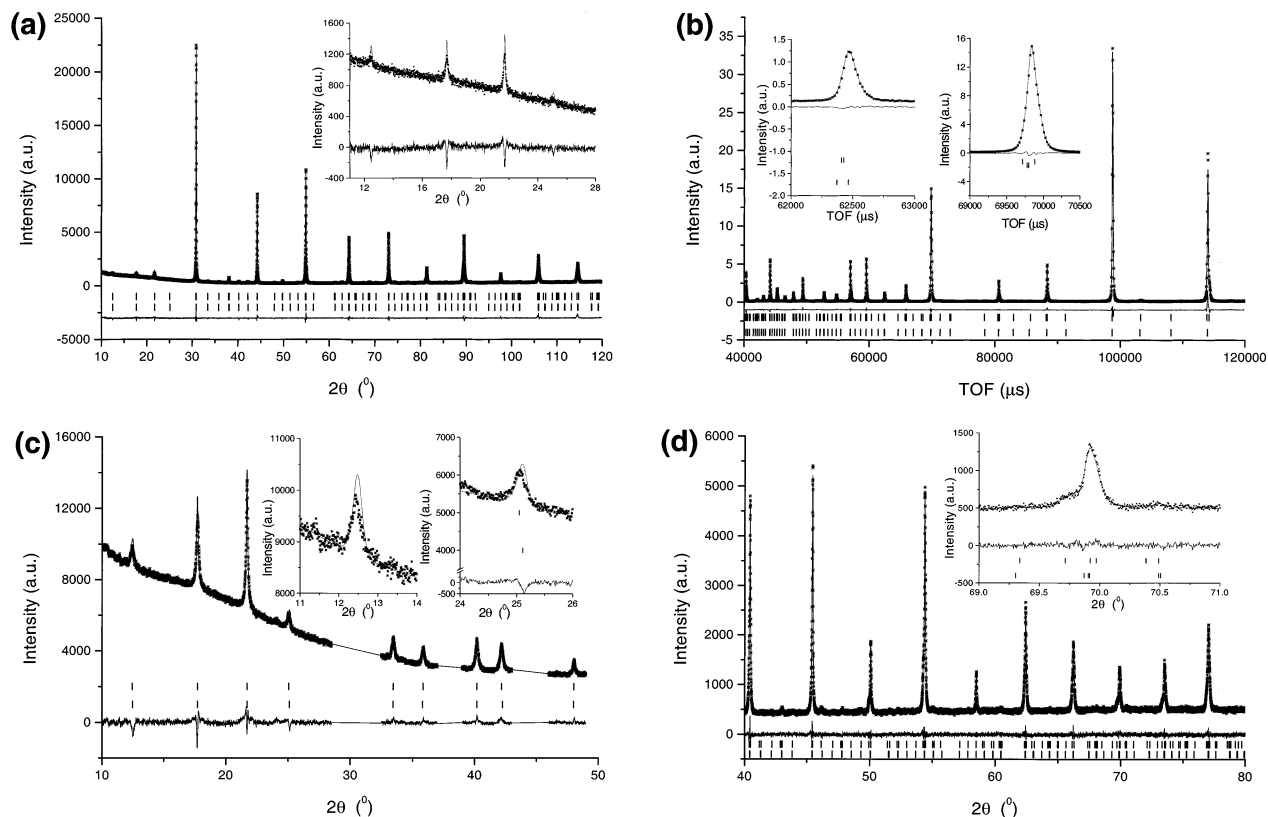 (a)
25000
20000
15000
10000
5000
0
-5000
Intensity (a.u.)
10 20 30 40 50 60 70 80 90 100 110 120
2θ (⁰)
1600
1200
800
400
0
-400
Intensity (a.u.)
12 16 20 24 28
2θ (⁰)
(b)
35
30
25
20
15
10
5
0
-5
Intensity (a.u.)
40000 60000 80000 100000 120000
TOF (μs)
1.5
1.0
0.5
0.0
-0.5
-1.0
-1.5
-2.0
Intensity (a.u.)
62000 62500 63000
TOF (μs)
16
12
8
4
0
-4
Intensity (a.u.)
69000 69500 70000 70500
TOF (μs)
(c)
16000
12000
8000
4000
0
Intensity (a.u.)
10 20 30 40 50
2θ (⁰)
11000
10000
9000
8000
Intensity (a.u.)
11 12 13 14
2θ (⁰)
7000
6000
5000
4000
0
-500
Intensity (a.u.)
24 25 26
2θ (⁰)
(d)
6000
5000
4000
3000
2000
1000
0
Intensity (a.u.)
40 50 60 70 80
2θ (⁰)
1500
1000
500
0
-500
Intensity (a.u.)
69.0 69.5 70.0 70.5 71.0
2θ (⁰)